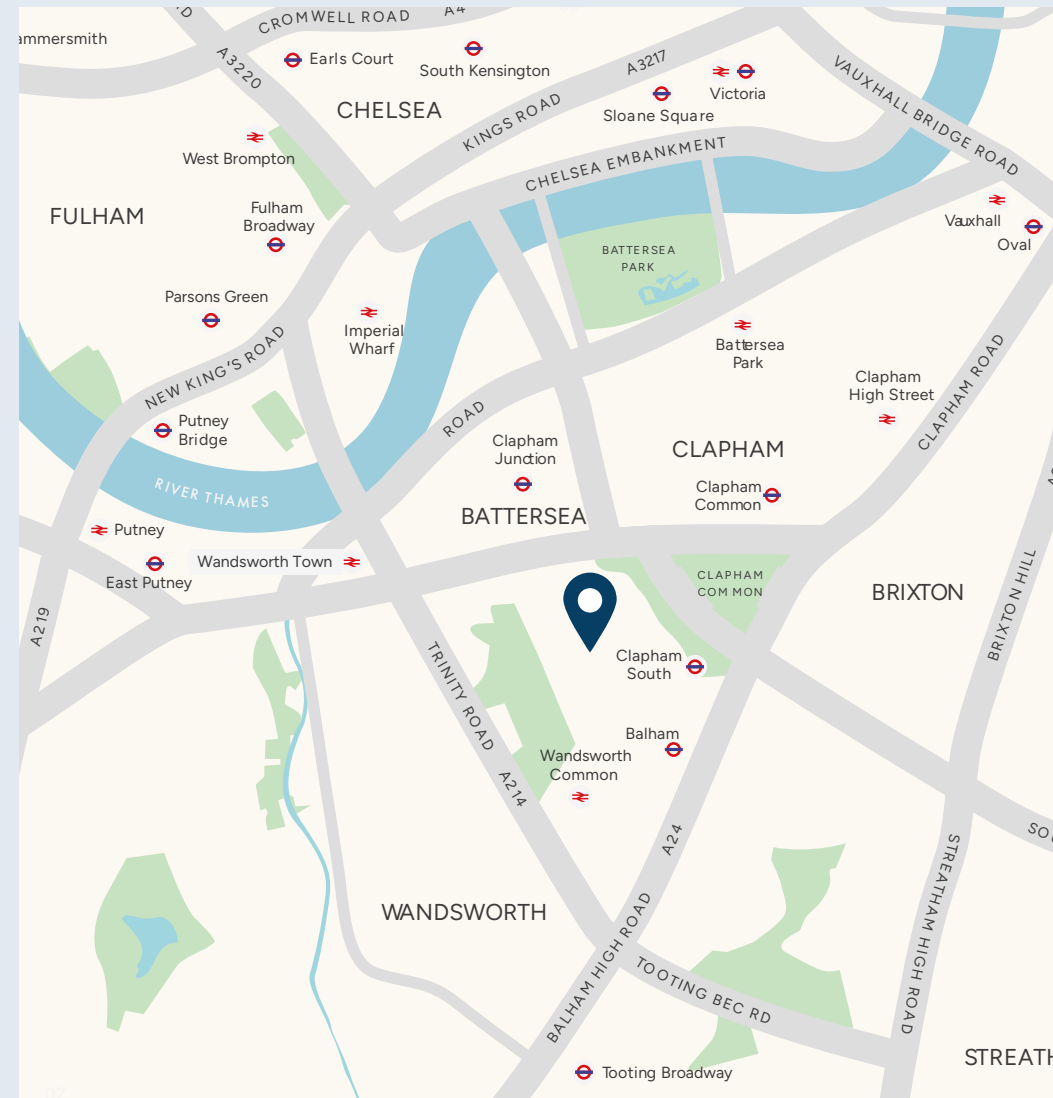 CROMWELL ROAD
A4
ammersmith
A3220
Earls Court
South Kensington
A3217
Victoria
Sloane Square
VAUXHALL BRIDGE ROAD
CHELSEA
KINGS ROAD
West Brompton
CHELSEA EMBANKMENT
FULHAM
Fulham
Broadway
Vauxhall
Oval
BATTERSEA
PARK
Parsons Green
Imperial
Wharf
Battersea
Park
NEW KING'S ROAD
Clapham
High Street
CLAPHAM ROAD
ROAD
Putney
Bridge
Clapham
Junction
CLAPHAM
RIVER THAMES
Clapham
Common
BATTERSEA
Putney
Wandsworth Town
East Putney
CLAPHAM
COM MON
BRIXTON
A219
BRIXTON HILL
Clapham
South
TRINITY ROAD
Balham
Wandsworth
Common
A214
A24
SOU
STREATHAM HIGH ROAD
WANDSWORTH
BALHAM HIGH ROAD
TOOTING BEC RD
STREATH
Tooting Broadway